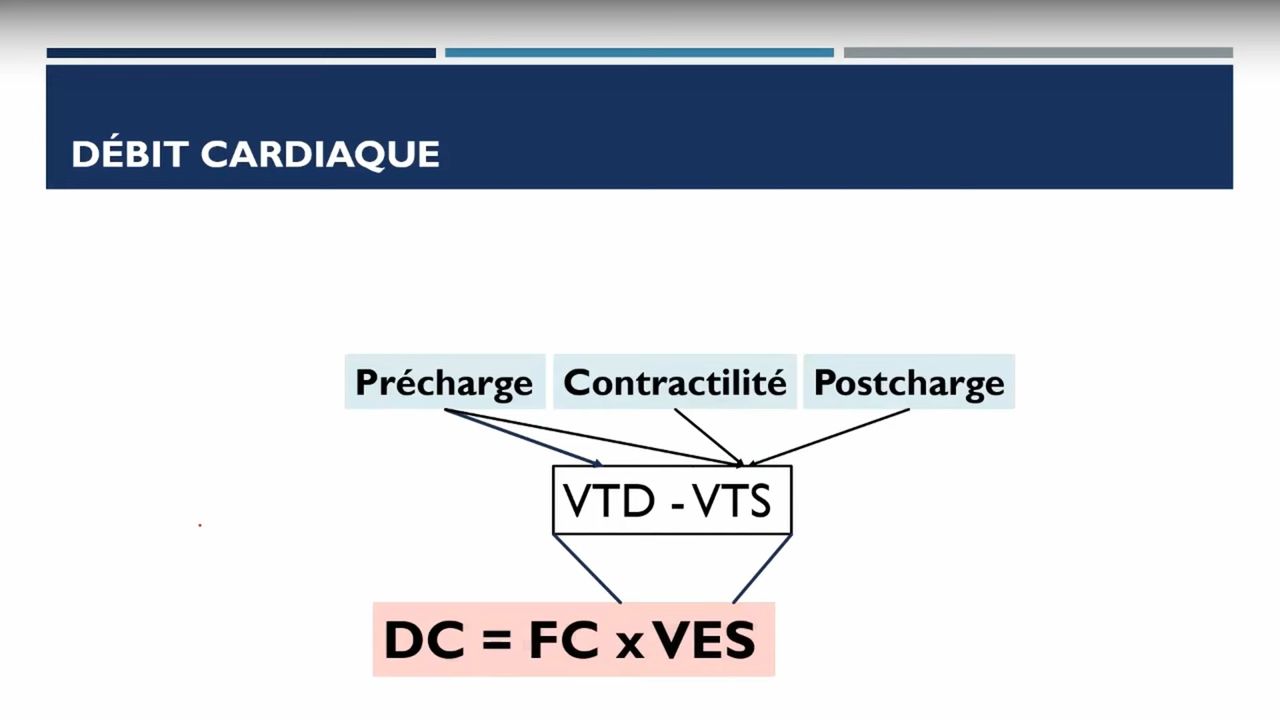 DÉBIT CARDIAQUE
Précharge Contractilité Postcharge
VTD - VTS
DC = FC x VES